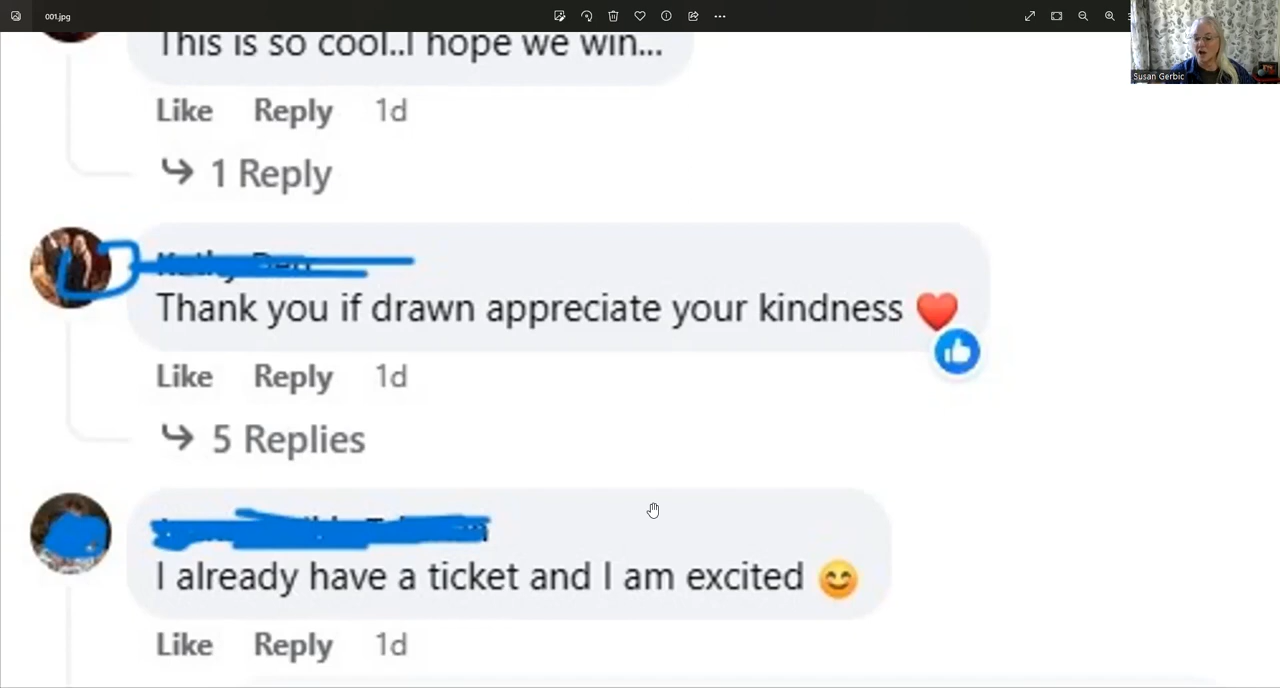 001.jpg
Susan Gerbic
This is so cool..I hope we win...
Like Reply 1d
1 Reply
Thank you if drawn appreciate your kindness ❤️
Like Reply 1d
5 Replies
I already have a ticket and I am excited 😊
Like Reply 1d